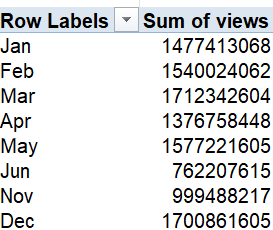 Row Labels Sum of views
Jan 1477413068
Feb 1540024062
Mar 1712342604
Apr 1376758448
May 1577221605
Jun 762207615
Nov 999488217
Dec 1700861605